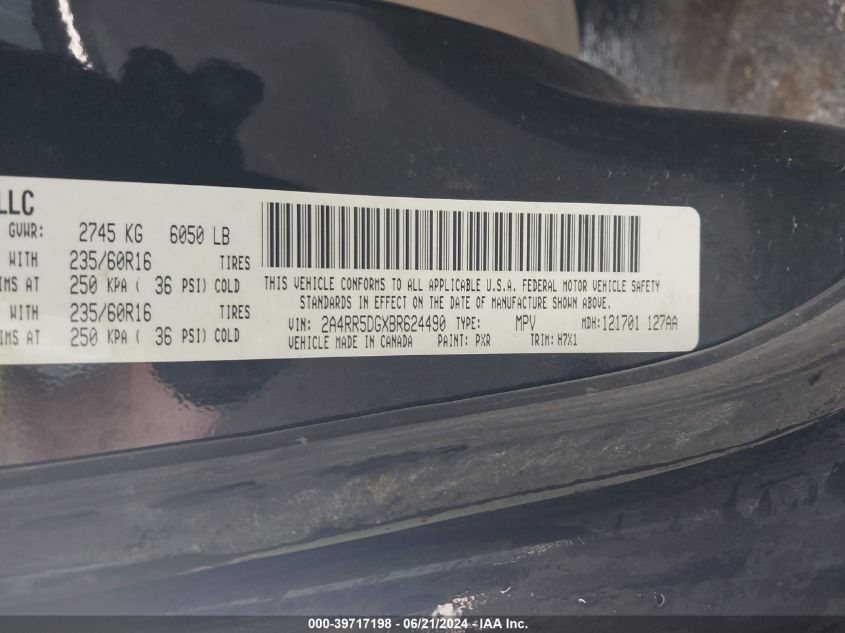 LLC
GVWR: 2745 KG 6050 LB
WITH 235/60R16 TIRES
IMS AT 250 KPA ( 36 PSI) COLD
WITH 235/60R16 TIRES
IMS AT 250 KPA ( 36 PSI) COLD
THIS VEHICLE CONFORMS TO ALL APPLICABLE U.S.A. FEDERAL MOTOR VEHICLE SAFETY
STANDARDS IN EFFECT ON THE DATE OF MANUFACTURE SHOWN ABOVE.
VIN: 2A4RR5DGXBR624490 TYPE: MPV MDH: 121701 127AA
VEHICLE MADE IN CANADA PAINT: PXR TRIM: H7X1
000-39717198 - 06/21/2024 - IAA Inc.